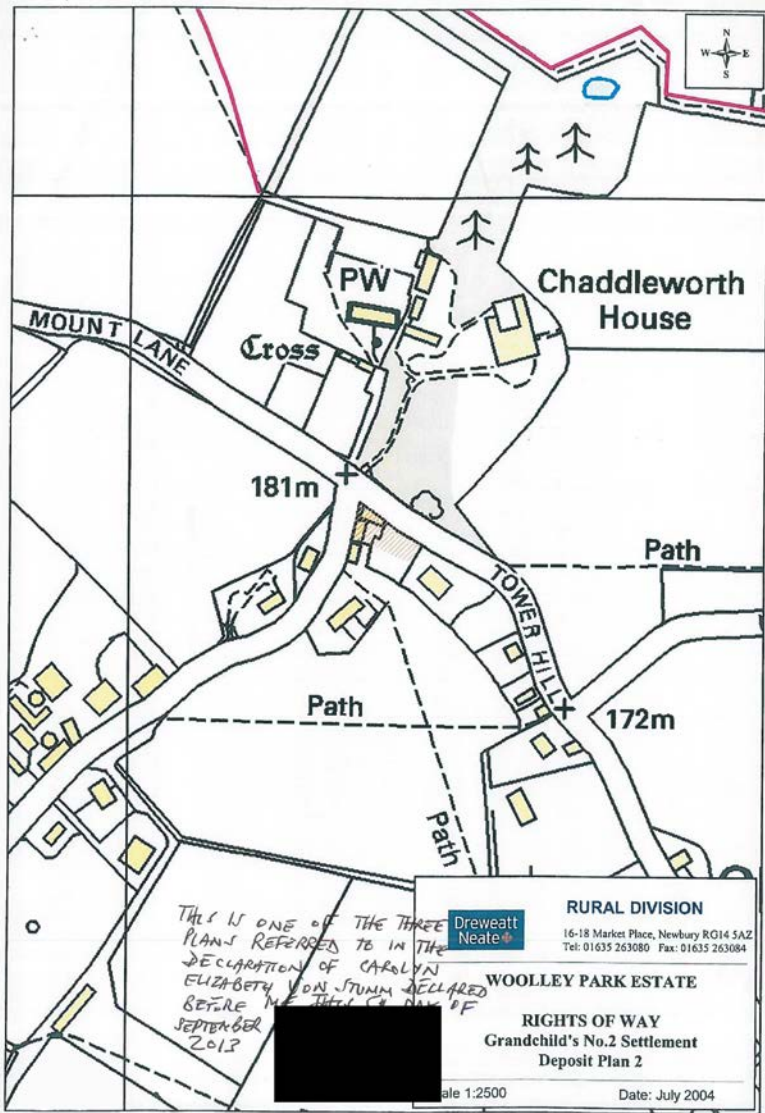 N
W E
S
PW
Chaddleworth
House
MOUNT LANE
Cross
181m
Path
TOWER HILL
Path
172m
Path
THIS IS ONE OF THE THREE
PLANS REFERRED TO IN THE
DECLARATION OF CAROLYN
ELIZABETH VON STUMM DECLARED
BEFORE ME THIS DAY OF
SEPTEMBER
2013
Dreweatt
Neate
RURAL DIVISION
16-18 Market Place, Newbury RG14 5AZ
Tel: 01635 263080 Fax: 01635 263084
WOOLLEY PARK ESTATE
RIGHTS OF WAY
Grandchild's No.2 Settlement
Deposit Plan 2
ale 1:2500
Date: July 2004